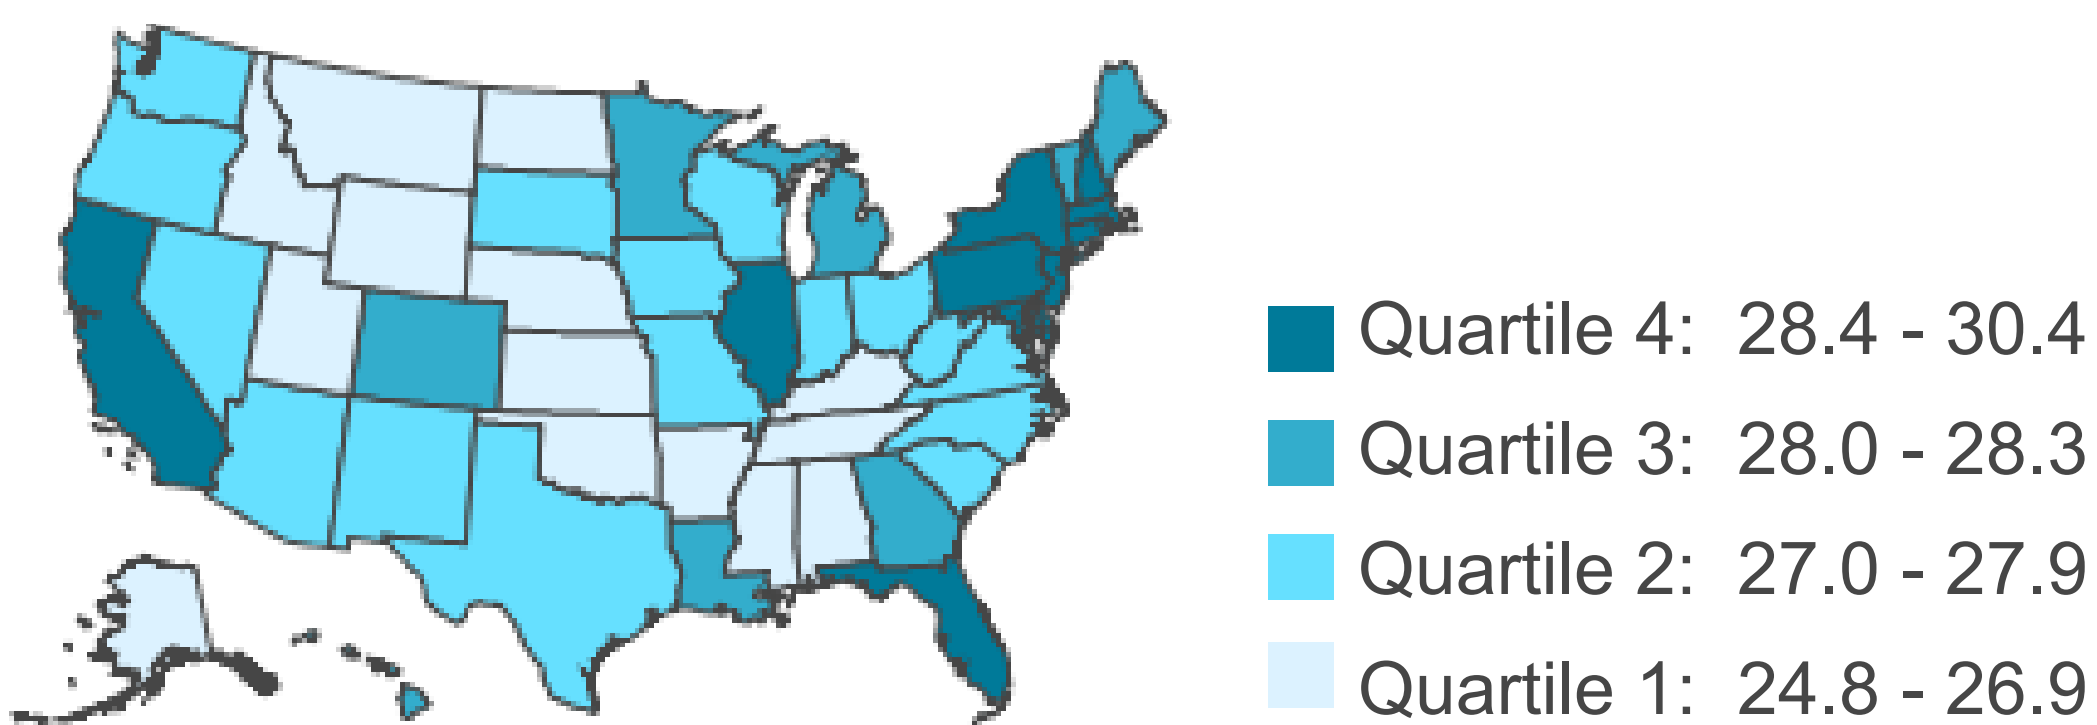 Quartile 4: 28.4 - 30.4
Quartile 3: 28.0 - 28.3
Quartile 2: 27.0 - 27.9
Quartile 1: 24.8 - 26.9